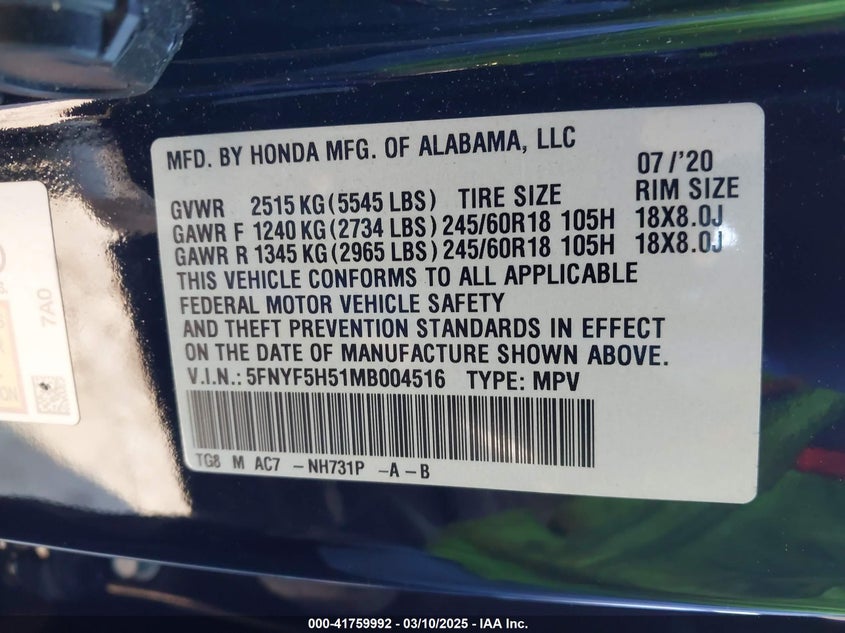 MFD. BY HONDA MFG. OF ALABAMA, LLC 07/'20
GVWR 2515 KG (5545 LBS) TIRE SIZE RIM SIZE
GAWR F 1240 KG (2734 LBS) 245/60R18 105H 18X8.0J
GAWR R 1345 KG (2965 LBS) 245/60R18 105H 18X8.0J
THIS VEHICLE CONFORMS TO ALL APPLICABLE
FEDERAL MOTOR VEHICLE SAFETY
AND THEFT PREVENTION STANDARDS IN EFFECT
ON THE DATE OF MANUFACTURE SHOWN ABOVE.
V.I.N.: 5FNYF5H51MB004516 TYPE: MPV
TG8 M AC7 – NH731P – A – B
7A0
000-41759992 - 03/10/2025 - IAA Inc.